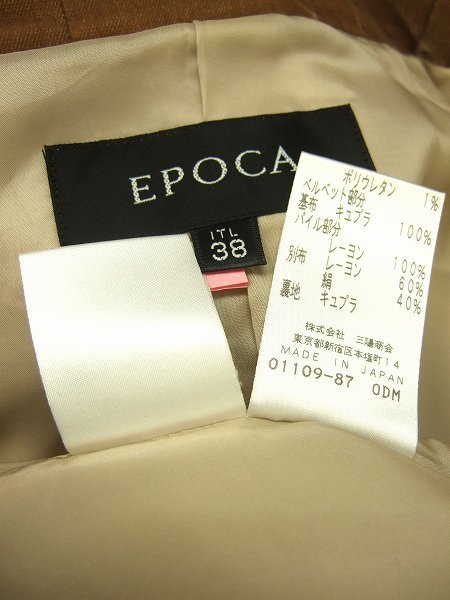 EPOCA
ITL
38
ポリウレタン 1%
ベルベット部分
基布 キュプラ 100%
パイル部分
レーヨン 100%
別布 レーヨン 60%
絹 40%
裏地 キュプラ
株式会社 三陽商会
東京都新宿区本塩町14
MADE IN JAPAN
01109-87 ODM